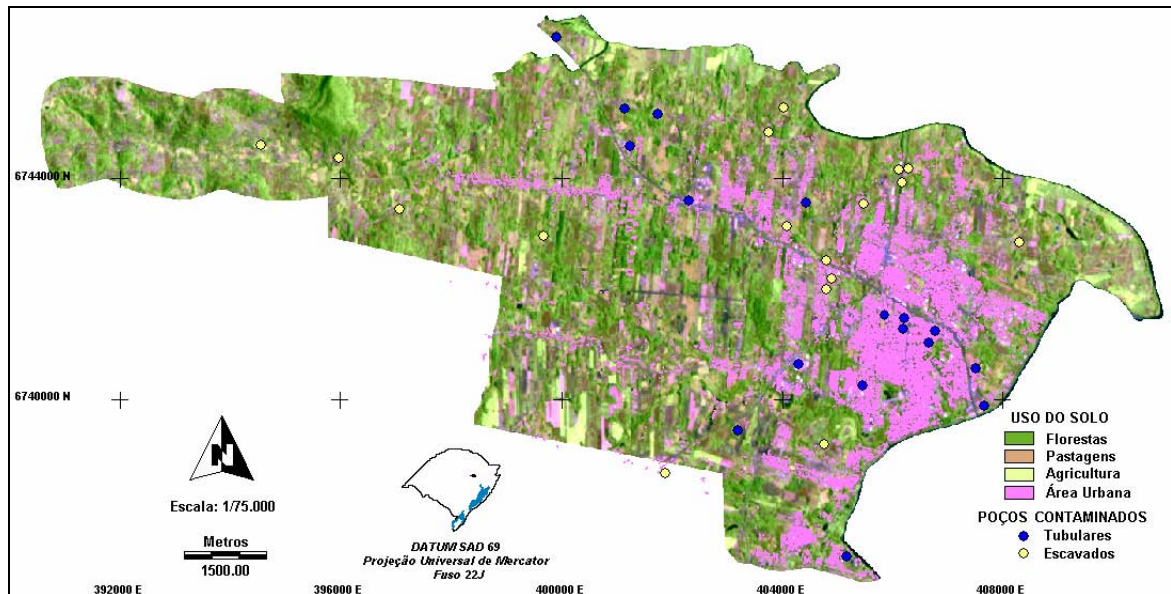 6744000 N
6740000 N
N
Escala: 1/75.000
Metros
1500.00
DATUM SAD 69
Projeção Universal de Mercator
Fuso 22J
USO DO SOLO
Florestas
Pastagens
Agricultura
Área Urbana
POÇOS CONTAMINADOS
Tubulares
Escavados
392000 E
396000 E
400000 E
404000 E
408000 E